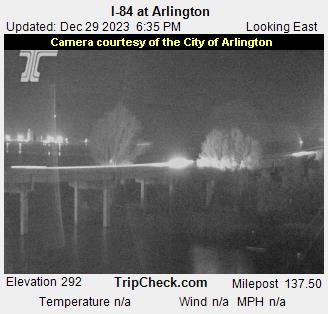 I-84 at Arlington
Updated: Dec 29 2023 6:35 PM Looking East
Camera courtesy of the City of Arlington
Elevation 292 TripCheck.com Milepost 137.50
Temperature n/a Wind n/a MPH n/a